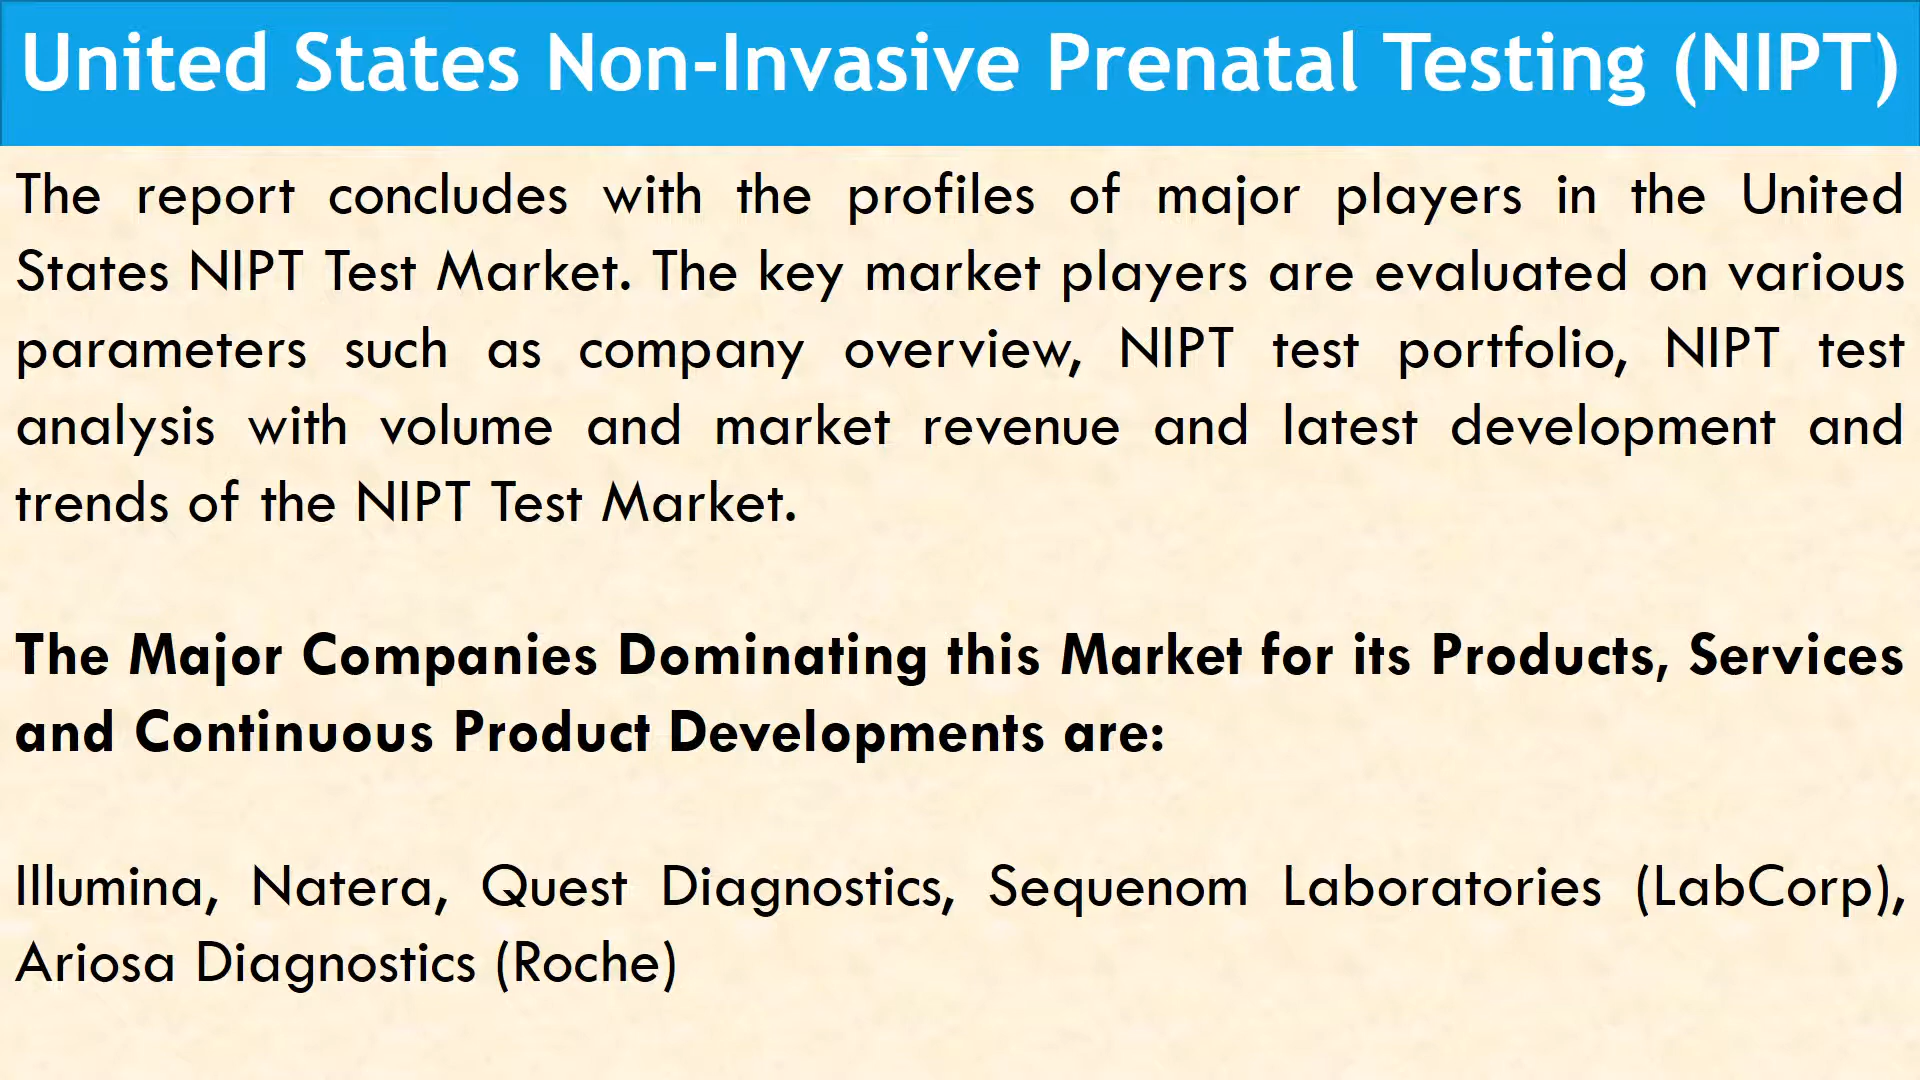 United States Non-Invasive Prenatal Testing (NIPT)
The report concludes with the profiles of major players in the United
States NIPT Test Market. The key market players are evaluated on various
parameters such as company overview, NIPT test portfolio, NIPT test
analysis with volume and market revenue and latest development and
trends of the NIPT Test Market.
The Major Companies Dominating this Market for its Products, Services
and Continuous Product Developments are:
Illumina, Natera, Quest Diagnostics, Sequenom Laboratories (LabCorp),
Ariosa Diagnostics (Roche)